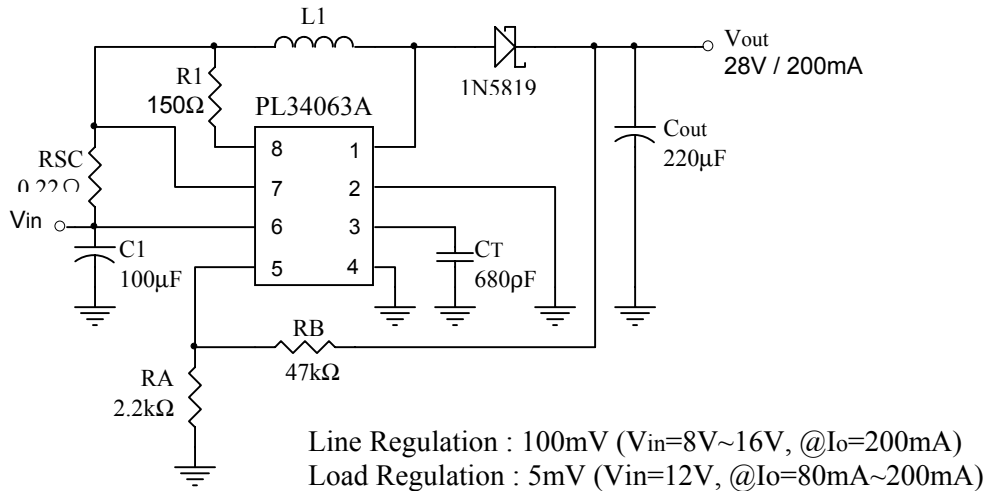 L1
Vout
28V / 200mA
R1
150Ω
1N5819
PL34063A
Cout
220µF
RSC
0.22Ω
8 1
7 2
6 3
5 4
Vin
C1
100µF
CT
680pF
RB
47kΩ
RA
2.2kΩ
Line Regulation : 100mV (Vin=8V~16V, @Io=200mA)
Load Regulation : 5mV (Vin=12V, @Io=80mA~200mA)